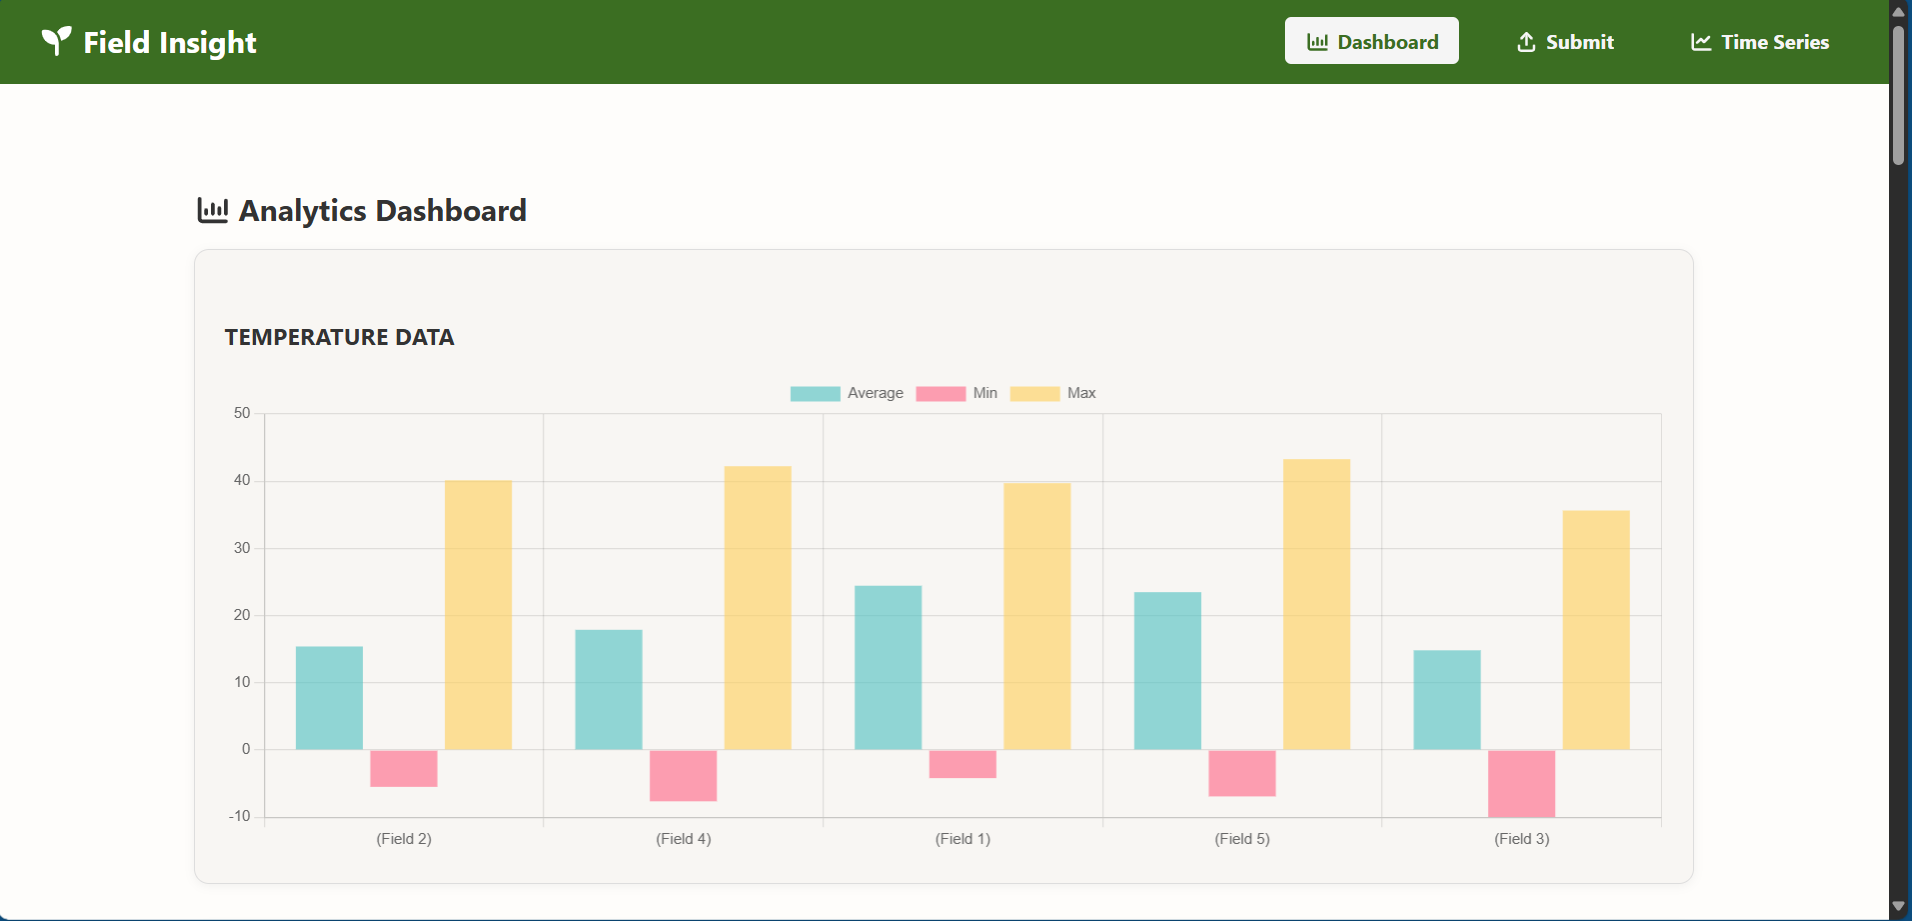 Field Insight
Dashboard
Submit
Time Series
Analytics Dashboard
TEMPERATURE DATA
Average Min Max
50
40
30
20
10
0
-10
(Field 2) (Field 4) (Field 1) (Field 5) (Field 3)